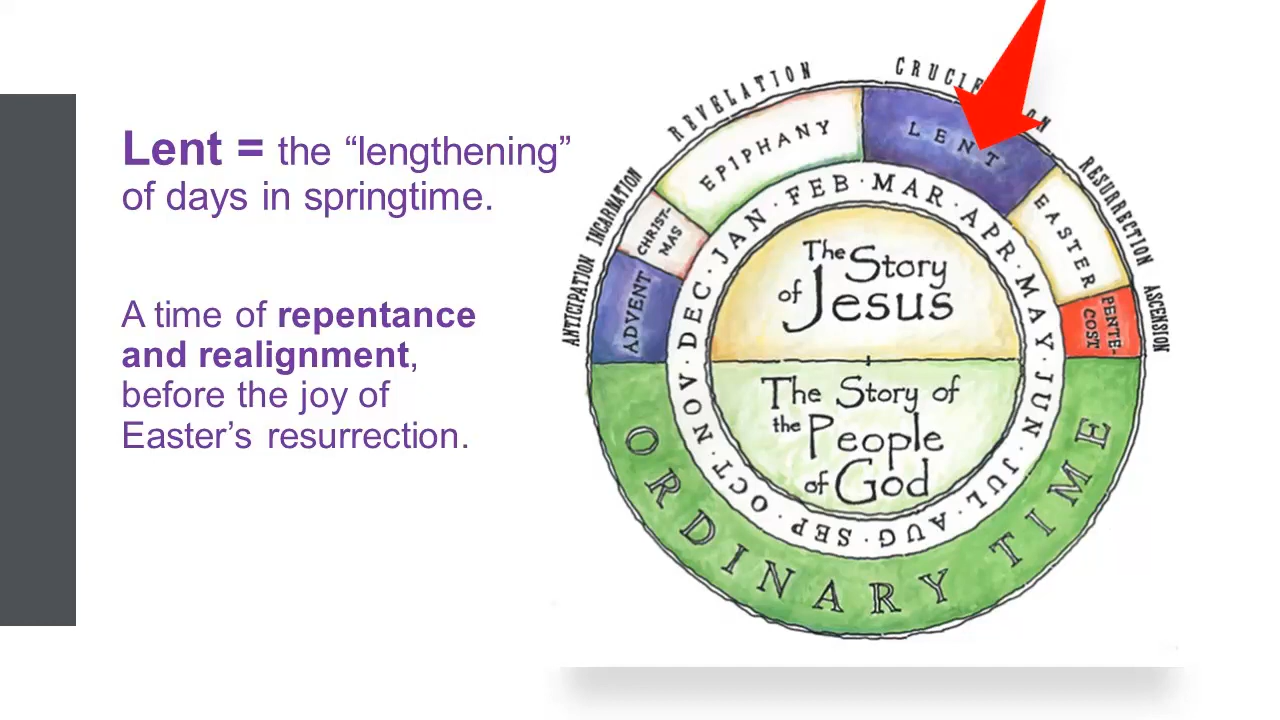 Lent = the “lengthening”
of days in springtime.
A time of repentance
and realignment,
before the joy of
Easter’s resurrection.
ANTICIPATION
INCARNATION
REVELATION
RESURRECTION
ASCENSION
ADVENT
CHRIST-
MAS
EPIPHANY
LENT
EASTER
PENTE-
COST
ORDINARY TIME
DEC · JAN · FEB · MAR · APR · MAY · JUN · JUL · AUG · SEP · OCT · NOV
The Story
of Jesus
The Story of
the People
of God